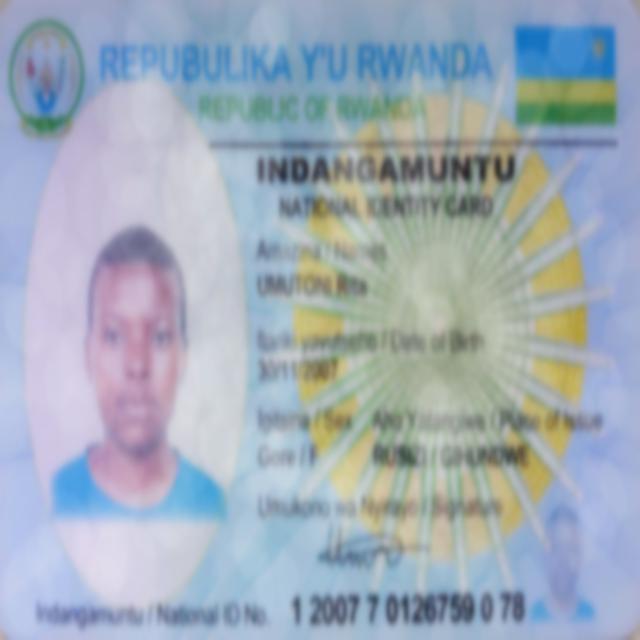 REPUBULIKA Y'U RWANDA
REPUBLIC OF RWANDA
INDANGAMUNTU
NATIONAL IDENTITY CARD
Amazina / Names
UMUTONI Rita
Itariki yavutseho / Date of Birth
30/11/2007
Igitsina / Sex Aho Yatangiwe / Place of Issue
Gore / F RUSIZI / GIHUNDWE
Umukono wa Nyirayo / Signature
Indangamuntu / National ID No. 1 2007 7 0126759 0 78